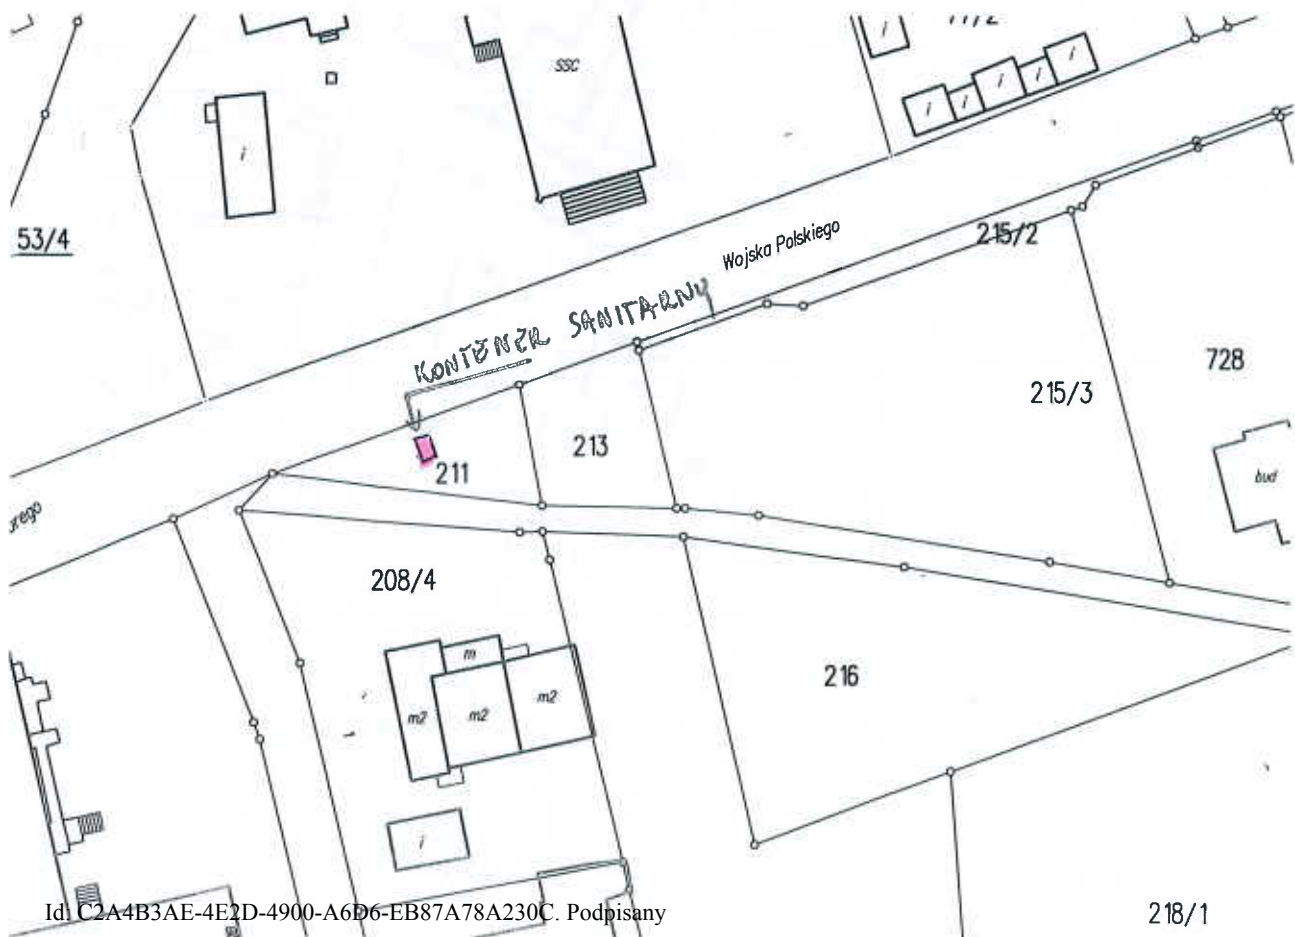 SSC
i
i
i
i
i
i
i
53/4
Wojska Polskiego
215/2
KONTENER SANITARNY
728
215/3
213
211
bud
208/4
m
216
m2
m2
m2
i
Id: C2A4B3AE-4E2D-4900-A6D6-EB87A78A230C. Podpisany
218/1